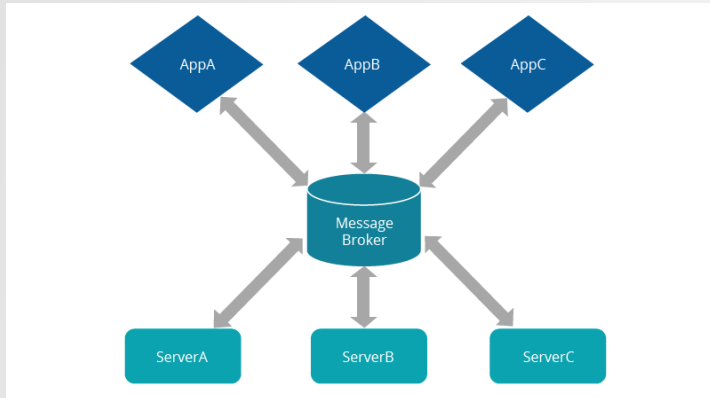 AppA
AppB
AppC
Message
Broker
ServerA
ServerB
ServerC